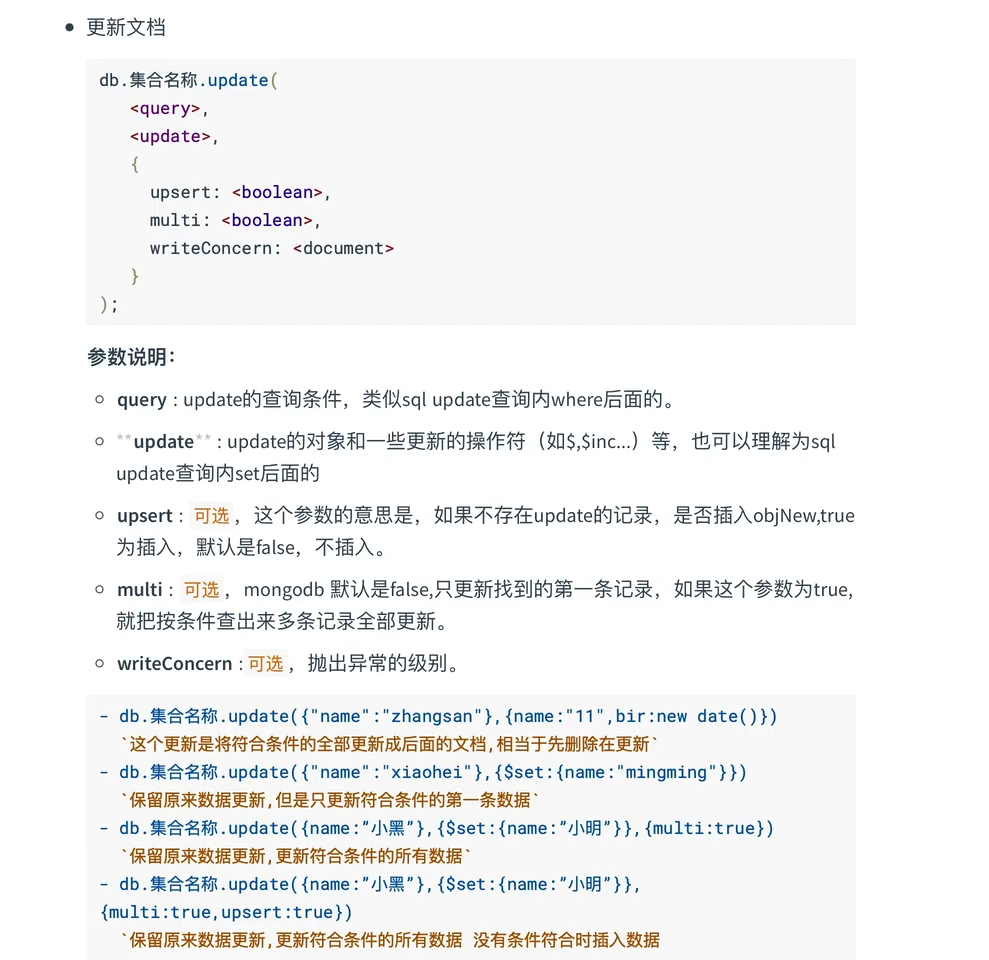 更新文档
db.集合名称.update(
<query>,
<update>,
{
upsert: <boolean>,
multi: <boolean>,
writeConcern: <document>
}
);
参数说明：
query : update的查询条件，类似sql update查询内where后面的。
**update** : update的对象和一些更新的操作符（如$,$inc...）等，也可以理解为sql
update查询内set后面的
upsert : 可选，这个参数的意思是，如果不存在update的记录，是否插入objNew,true
为插入，默认是false，不插入。
multi : 可选，mongodb 默认是false,只更新找到的第一条记录，如果这个参数为true,
就把按条件查出来多条记录全部更新。
writeConcern :可选，抛出异常的级别。
- db.集合名称.update({"name":"zhangsan"},{name:"11",bir:new date()})
`这个更新是将符合条件的全部更新成后面的文档,相当于先删除在更新`
- db.集合名称.update({"name":"xiaohei"},{$set:{name:"mingming"}})
`保留原来数据更新,但是只更新符合条件的第一条数据`
- db.集合名称.update({name:”小黑”},{$set:{name:”小明”}},{multi:true})
`保留原来数据更新,更新符合条件的所有数据`
- db.集合名称.update({name:”小黑”},{$set:{name:”小明”}},
{multi:true,upsert:true})
`保留原来数据更新,更新符合条件的所有数据 没有条件符合时插入数据